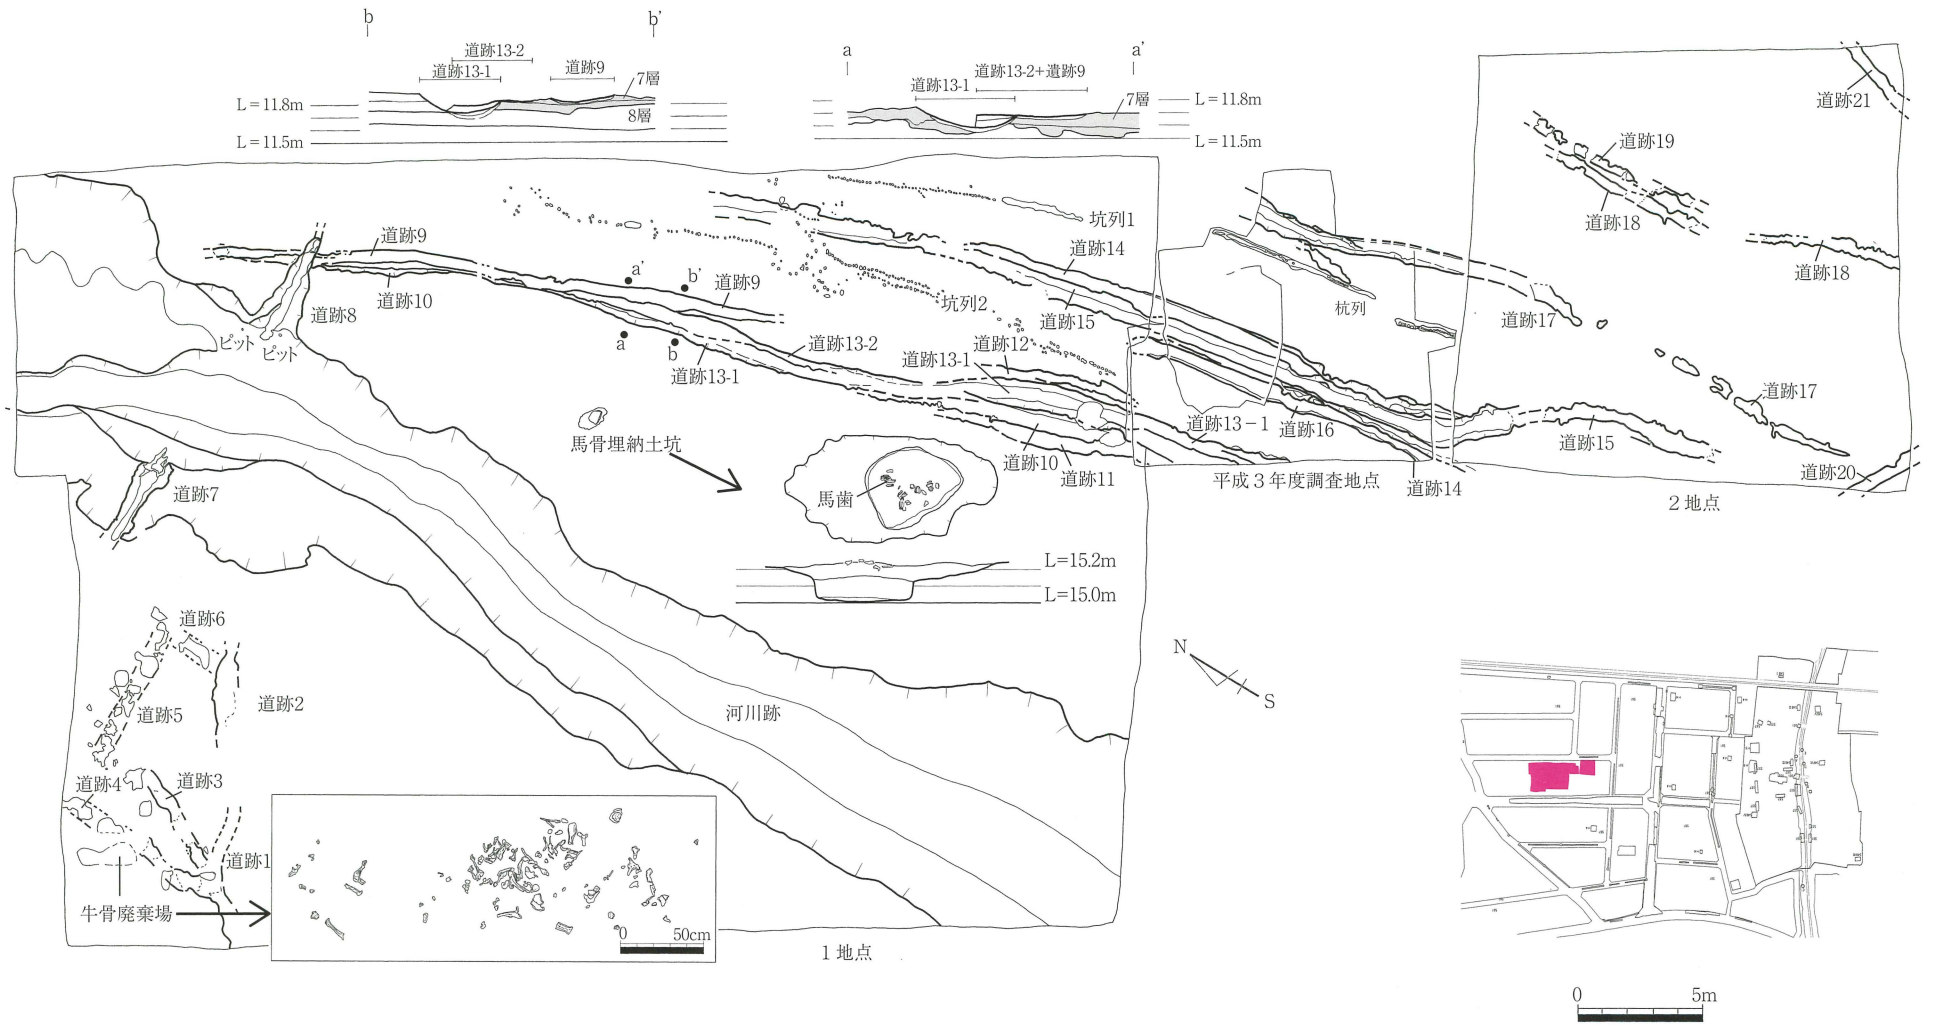 b
b'
道跡13-2
道跡13-1
道跡9
7層
8層
L=11.8m
L=11.5m
a
a'
道跡13-2+遺跡9
道跡13-1
7層
L=11.8m
L=11.5m
道跡21
道跡19
道跡18
道跡18
道跡17
道跡17
道跡15
道跡20
2地点
坑列1
道跡14
坑列2
道跡15
杭列
道跡9
道跡10
道跡8
ピット
ピット
a'
b'
道跡9
a
b
道跡13-1
道跡13-2
道跡12
道跡13-1
道跡13-1
道跡16
道跡10
道跡11
平成3年度調査地点
道跡14
馬骨埋納土坑
馬歯
L=15.2m
L=15.0m
道跡7
道跡6
道跡2
道跡5
道跡4
道跡3
道跡1
牛骨廃棄場
0 50cm
河川跡
N
S
1地点
0 5m